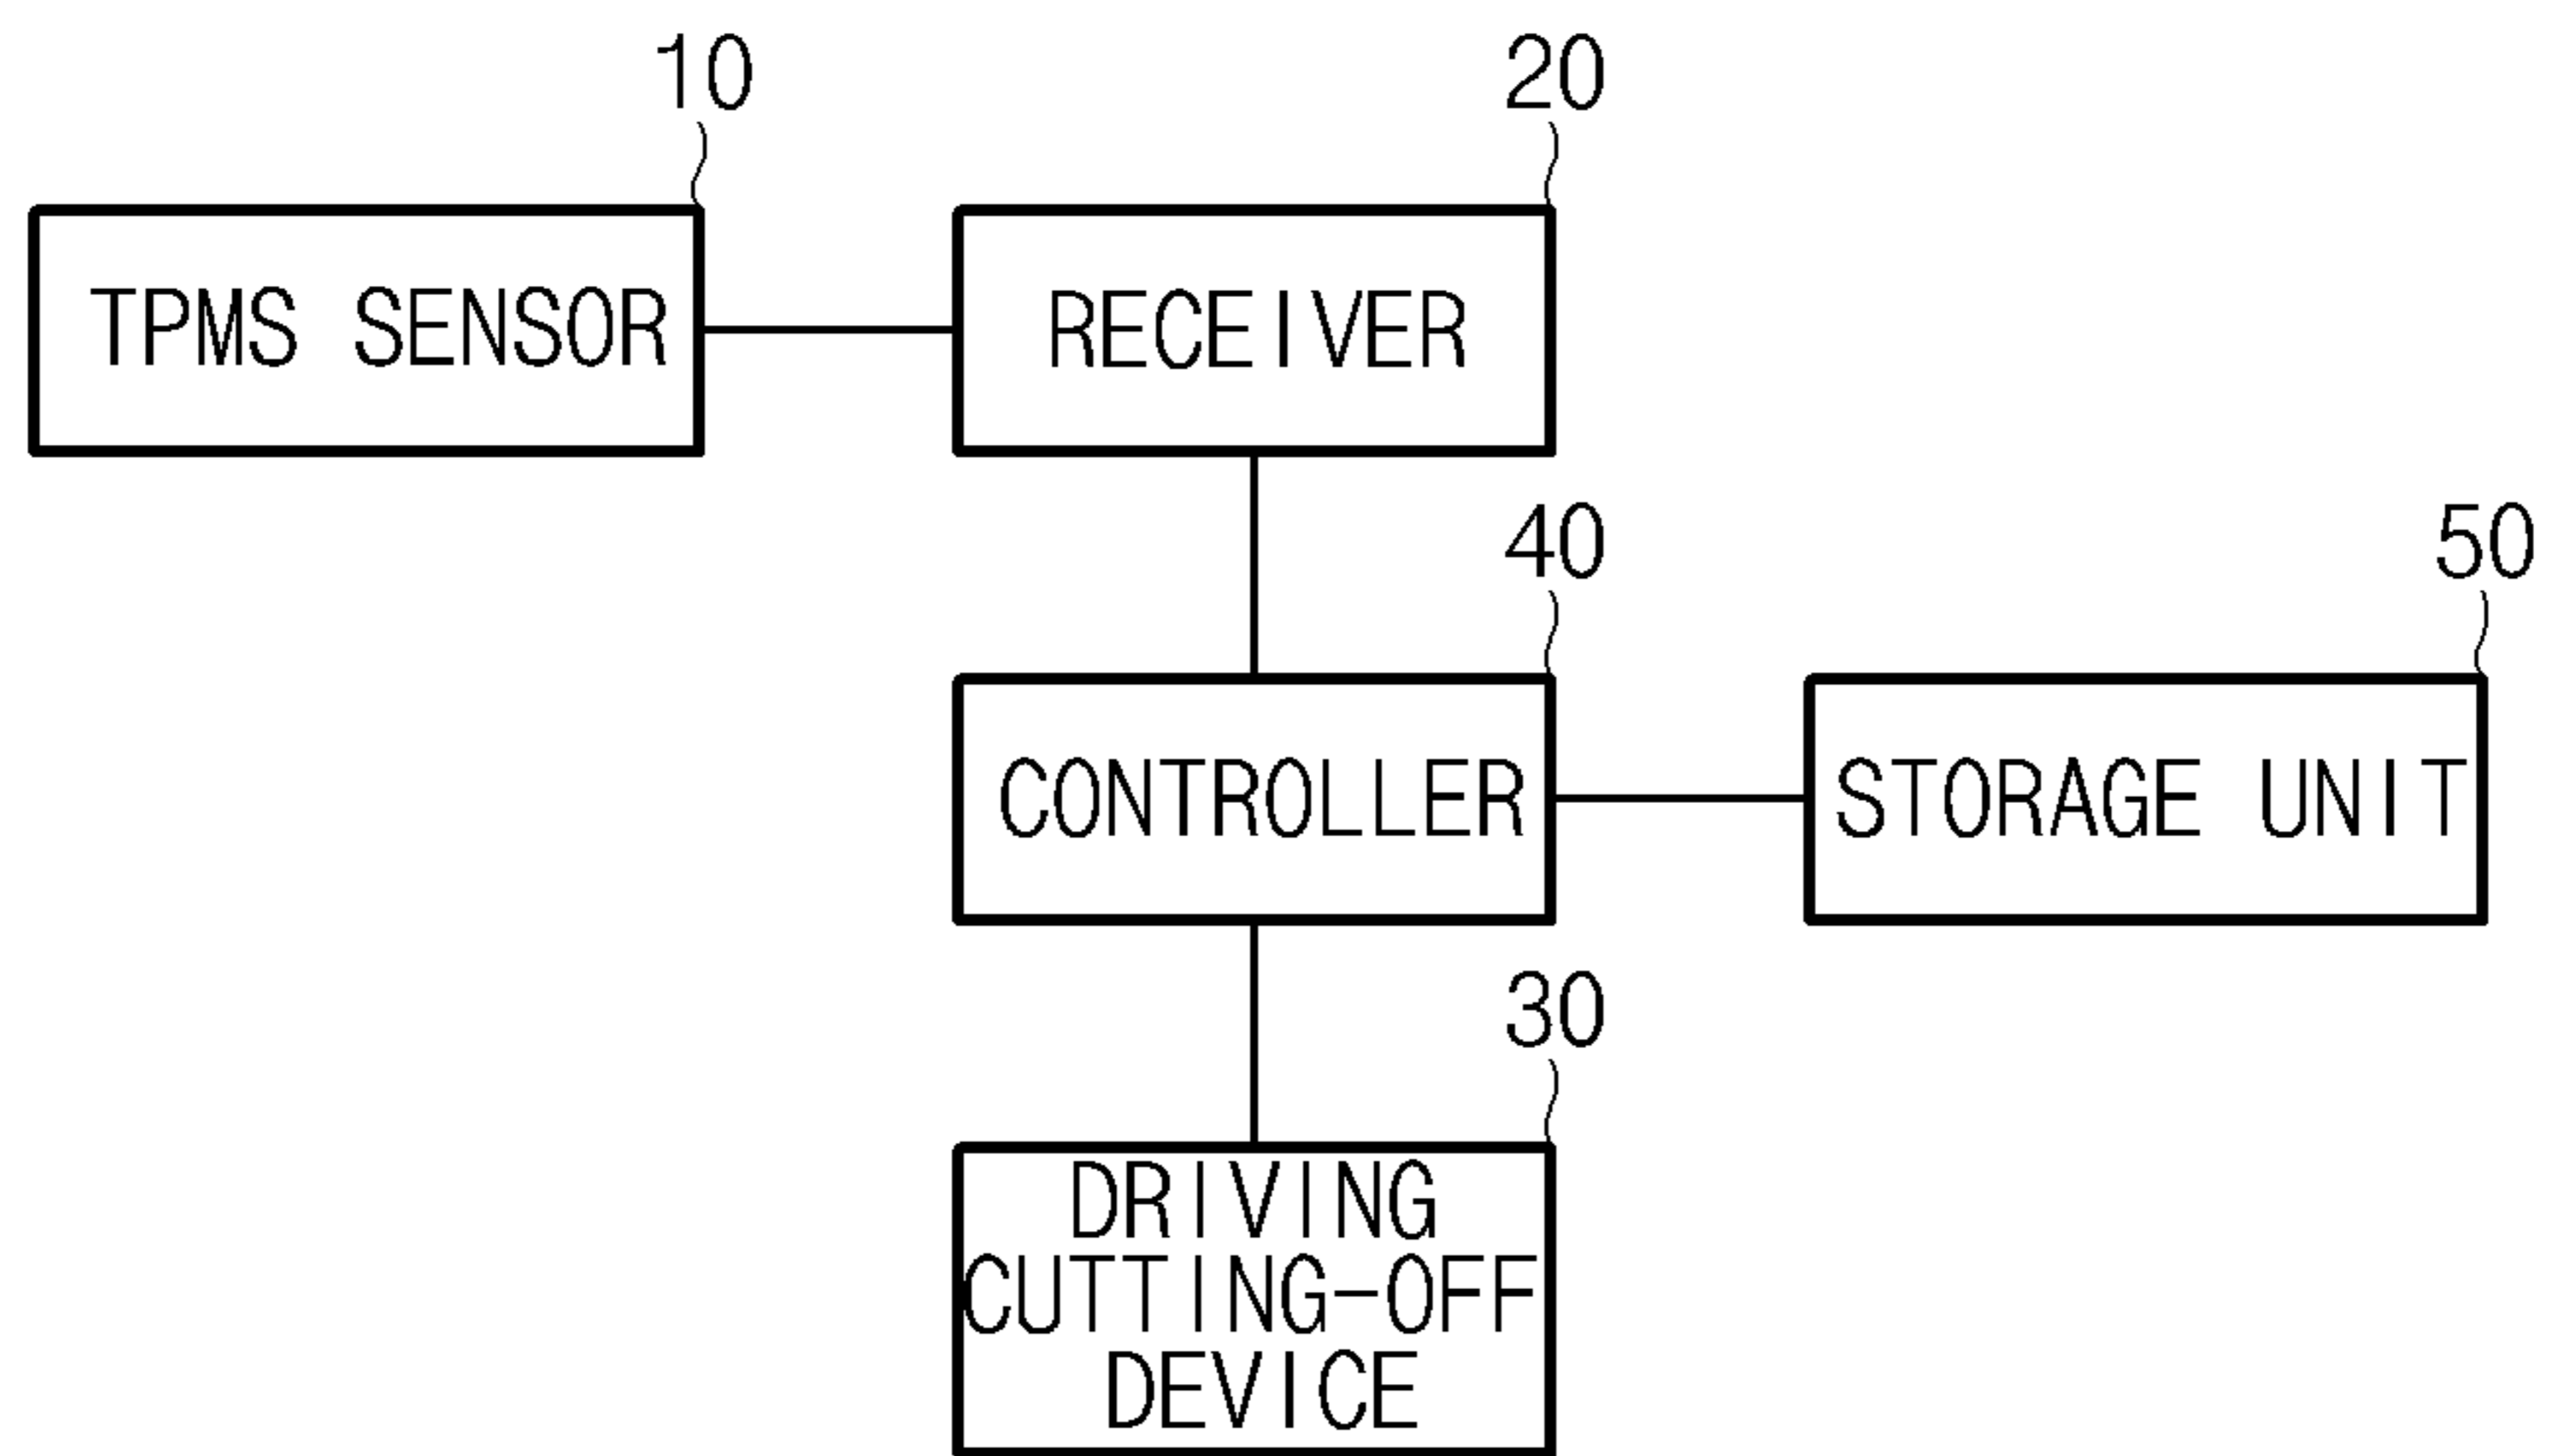 10
20
TPMS SENSOR
RECEIVER
40
50
CONTROLLER
STORAGE UNIT
30
DRIVING
CUTTING-OFF
DEVICE